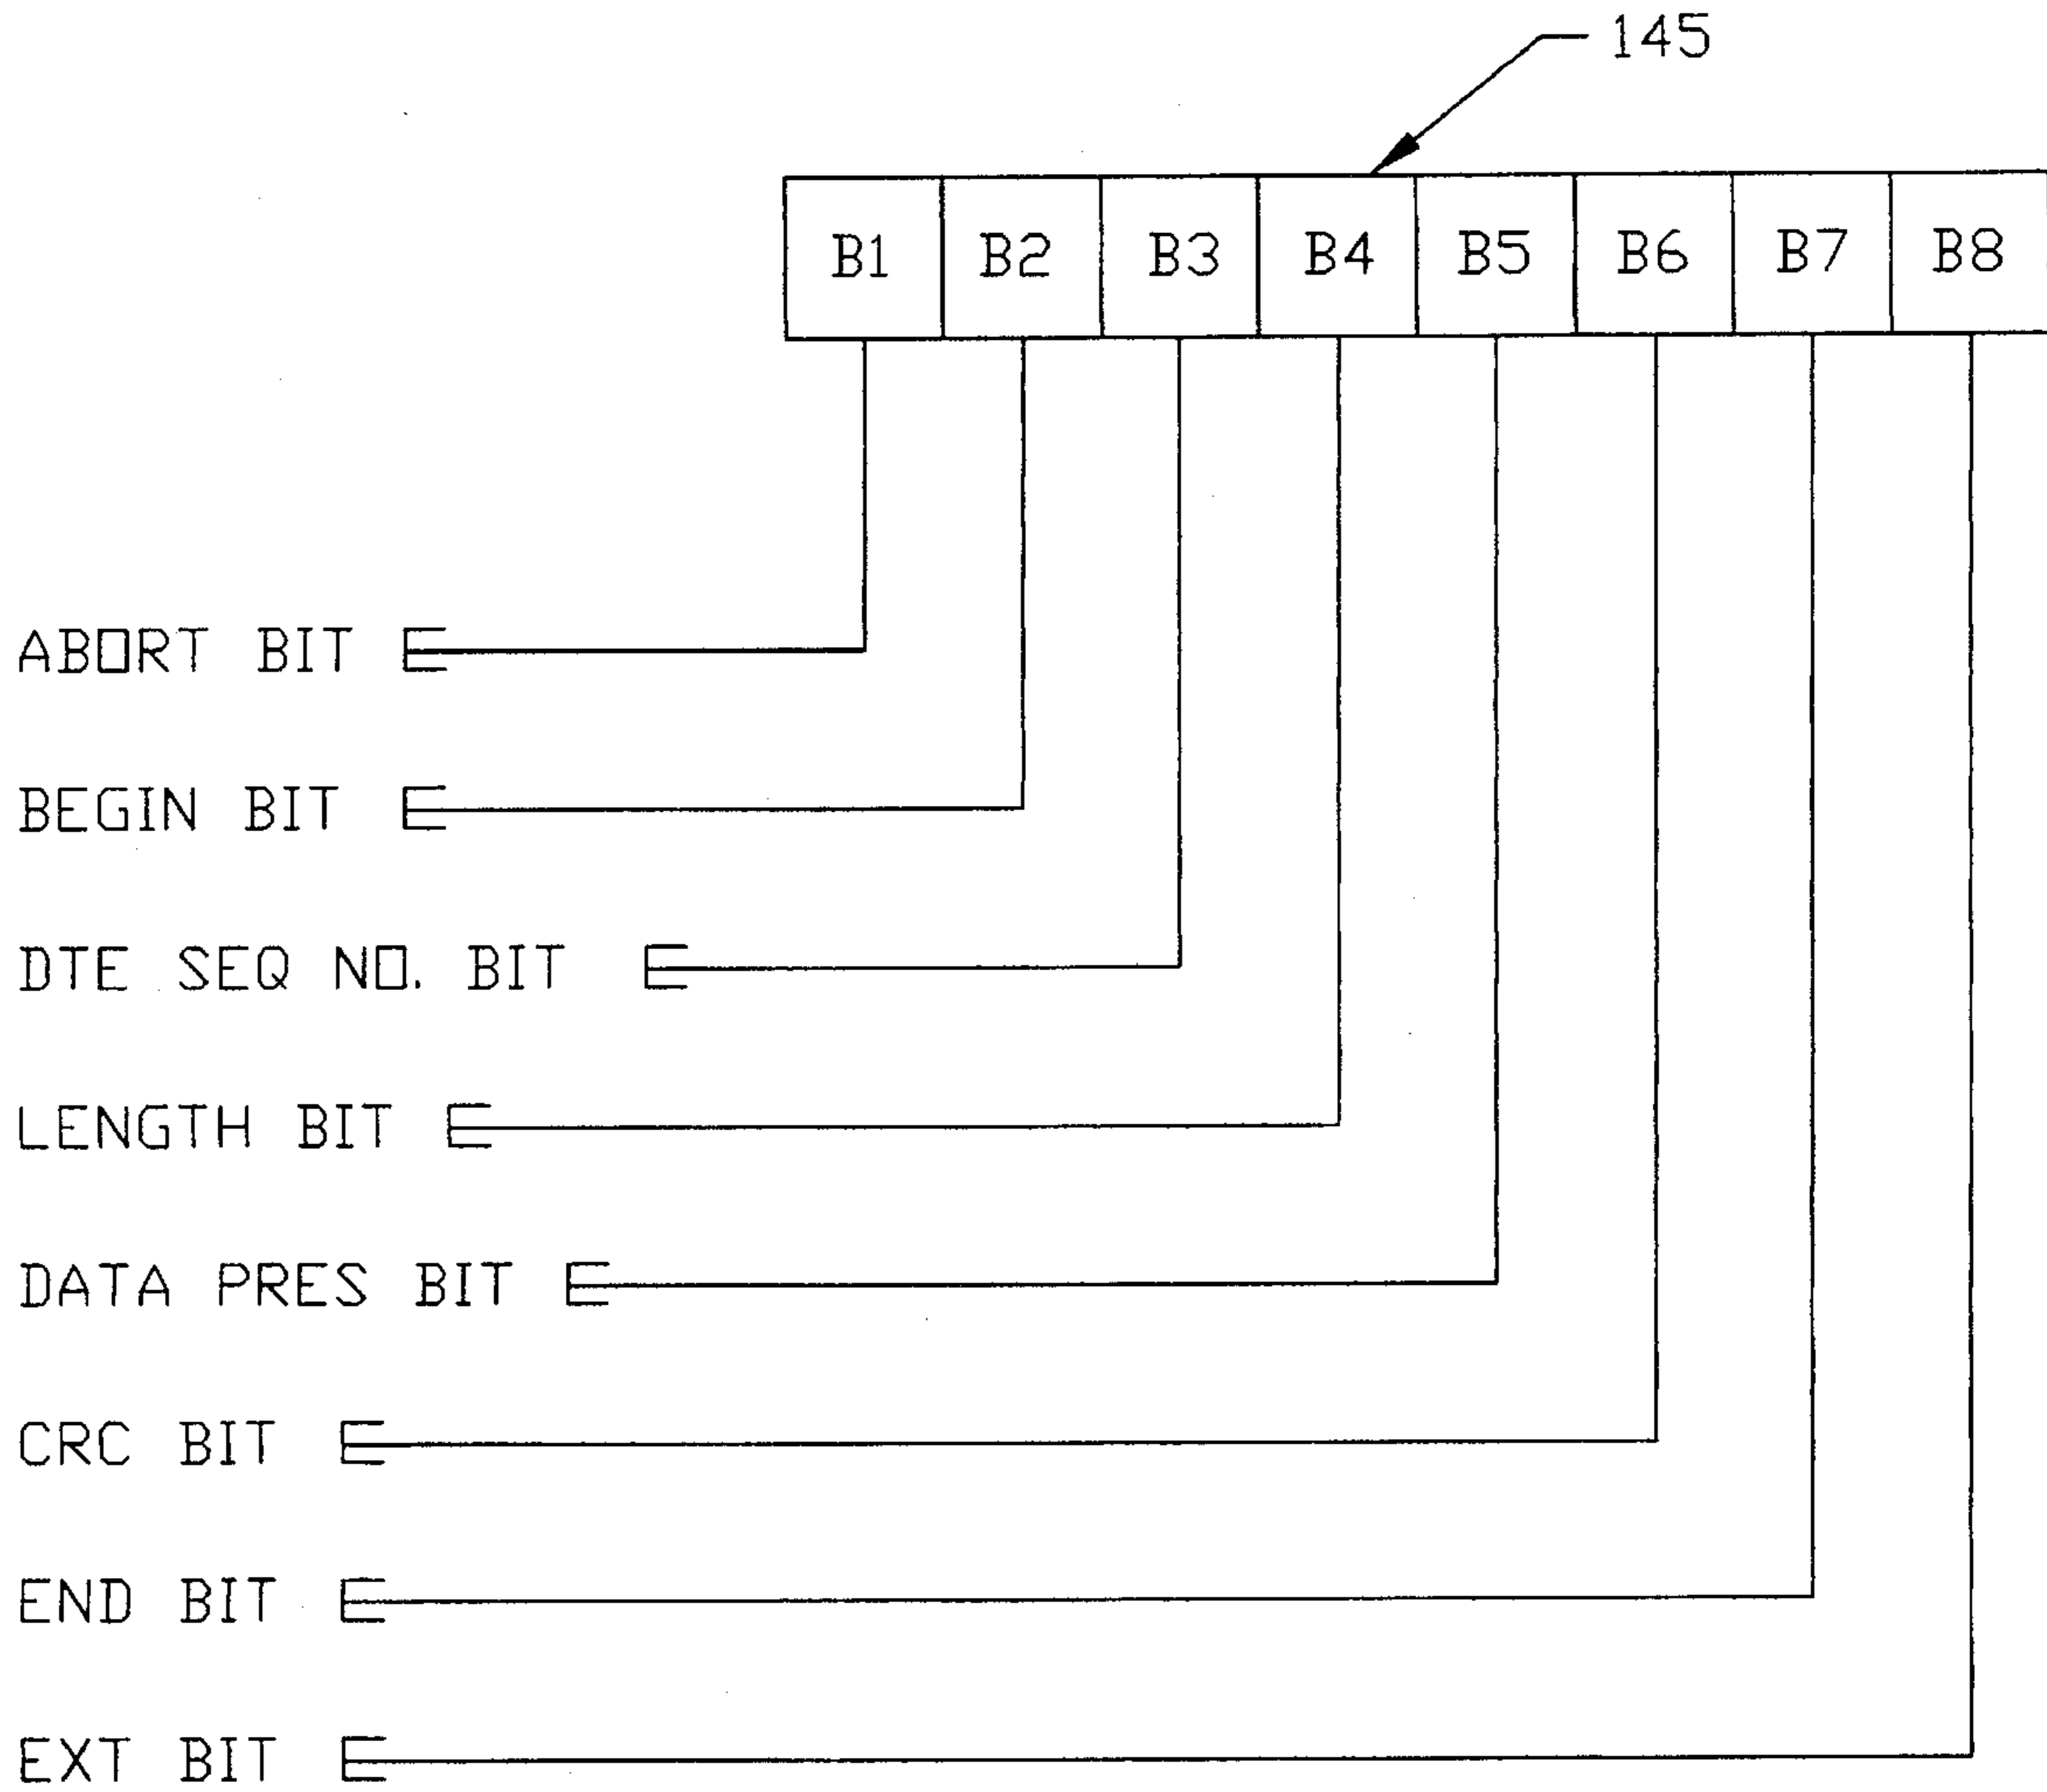 145
B1 B2 B3 B4 B5 B6 B7 B8
ABORT BIT
BEGIN BIT
DTE SEQ NO. BIT
LENGTH BIT
DATA PRES BIT
CRC BIT
END BIT
EXT BIT